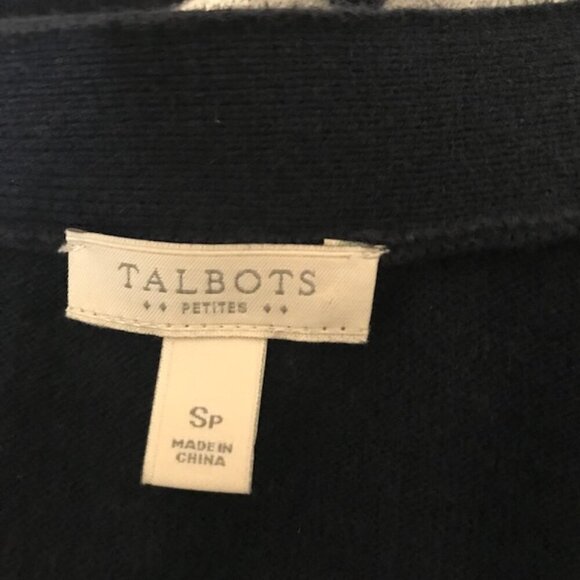 TALBOTS
PETITES
SP
MADE IN
CHINA